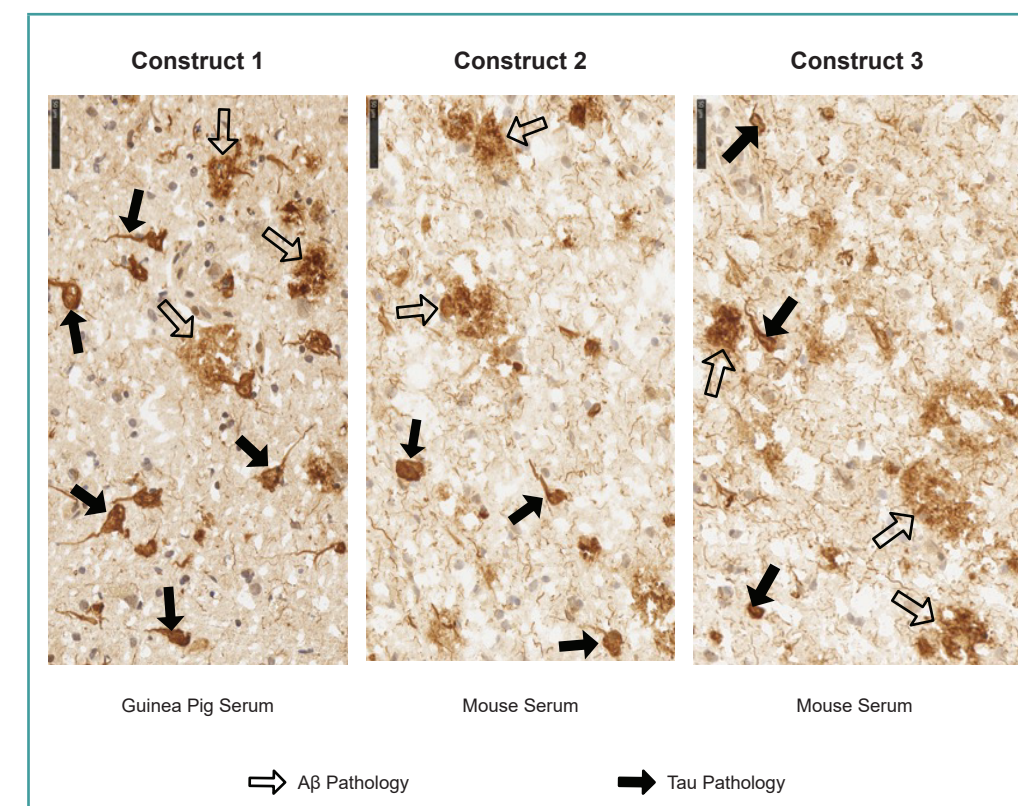 Construct 1
Construct 2
Construct 3
Guinea Pig Serum
Mouse Serum
Mouse Serum
Aβ Pathology
Tau Pathology